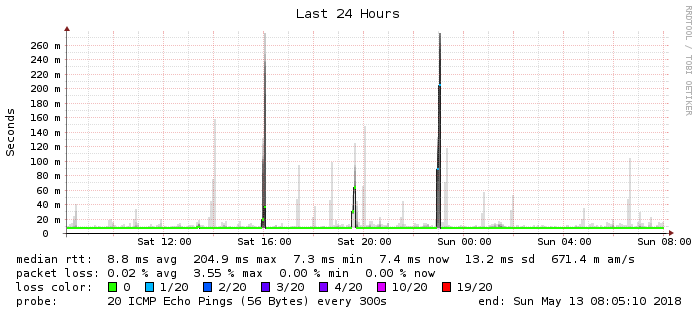 Last 24 Hours
RRDTOOL / TOBI OETIKER
Seconds
260 m
240 m
220 m
200 m
180 m
160 m
140 m
120 m
100 m
80 m
60 m
40 m
20 m
0
Sat 12:00 Sat 16:00 Sat 20:00 Sun 00:00 Sun 04:00 Sun 08:00
median rtt: 8.8 ms avg 204.9 ms max 7.3 ms min 7.4 ms now 13.2 ms sd 671.4 m am/s
packet loss: 0.02 % avg 3.55 % max 0.00 % min 0.00 % now
loss color: 0 1/20 2/20 3/20 4/20 10/20 19/20
probe: 20 ICMP Echo Pings (56 Bytes) every 300s end: Sun May 13 08:05:10 2018